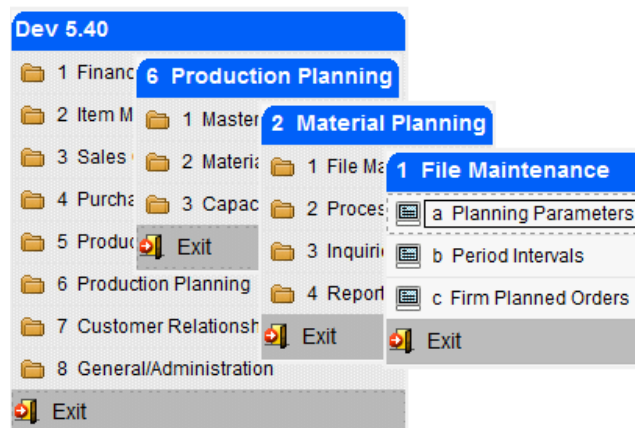 Dev 5.40
1 Financ
2 Item M
3 Sales
4 Purcha
5 Produc
6 Production Planning
7 Customer Relationsh
8 General/Administration
Exit
6 Production Planning
1 Master
2 Materia
3 Capac
Exit
2 Material Planning
1 File Ma
2 Proces
3 Inquirie
4 Report
Exit
1 File Maintenance
a Planning Parameters
b Period Intervals
c Firm Planned Orders
Exit